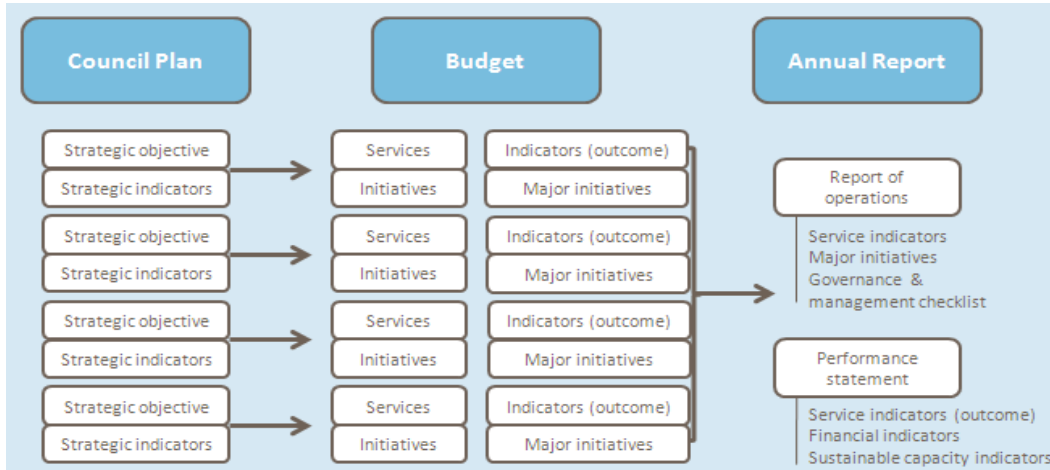 Council Plan
Budget
Annual Report
Strategic objective
Strategic indicators
Services
Initiatives
Indicators (outcome)
Major initiatives
Strategic objective
Strategic indicators
Services
Initiatives
Indicators (outcome)
Major initiatives
Strategic objective
Strategic indicators
Services
Initiatives
Indicators (outcome)
Major initiatives
Strategic objective
Strategic indicators
Services
Initiatives
Indicators (outcome)
Major initiatives
Report of
operations
Service indicators
Major initiatives
Governance &
management checklist
Performance
statement
Service indicators (outcome)
Financial indicators
Sustainable capacity indicators